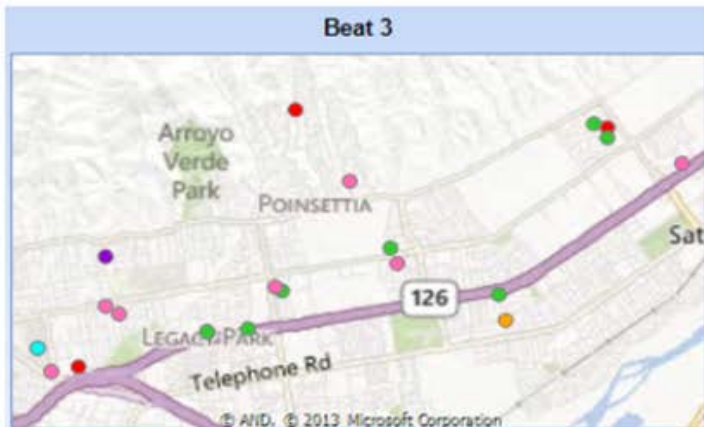 Beat 3
Arroyo
Verde
Park
POINSETTIA
Sat
126
LEGACY PARK
Telephone Rd
© AND, © 2013 Microsoft Corporation